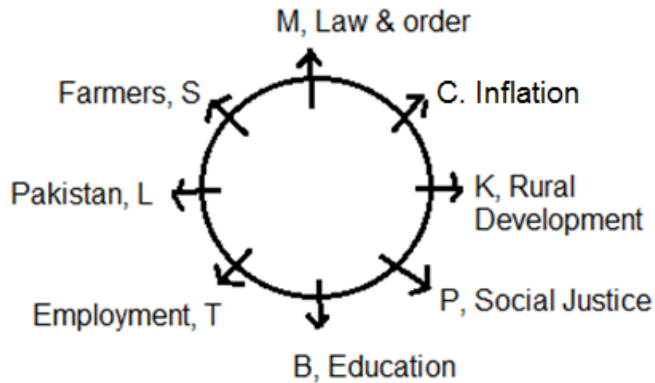 M, Law & order
Farmers, S
C. Inflation
Pakistan, L
K, Rural
Development
Employment, T
P, Social Justice
B, Education